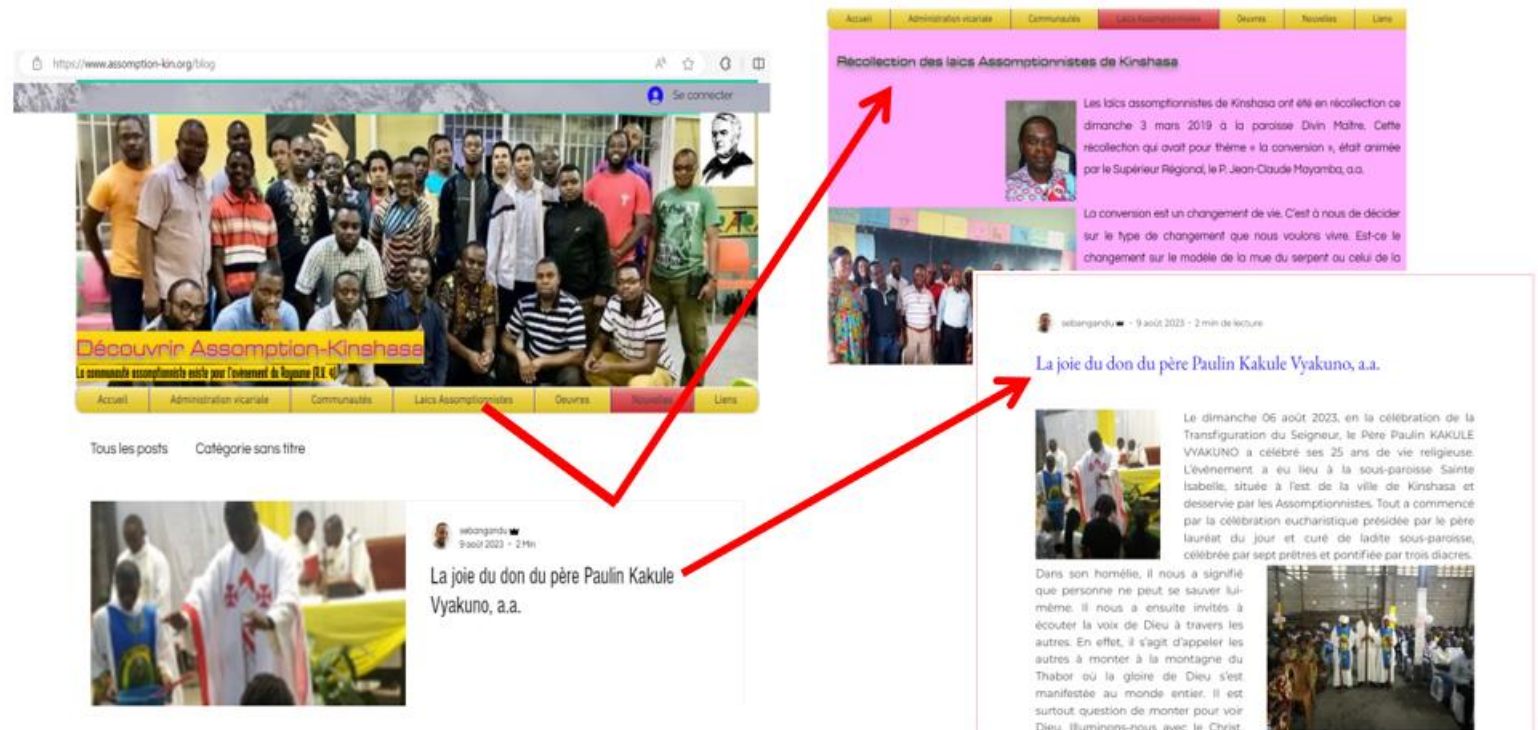 https://www.assomption-kin.org/blog
Se connecter
Découvrir Assomption-Kinshasa
La communauté assomptionniste existe pour l'avènement du Royaume (R.V. 4)
Accueil Administration vicariale Communautés Laïcs Assomptionnistes Oeuvres Nouvelles Liens
Tous les posts Catégorie sans titre
sebangandu
9 août 2023 • 2 Min
La joie du don du père Paulin Kakule
Vyakuno, a.a.
Accueil Administration vicariale Communautés Laïcs Assomptionnistes Oeuvres Nouvelles Liens
Récollection des laïcs Assomptionnistes de Kinshasa
Les laïcs assomptionnistes de Kinshasa ont été en récollection ce
dimanche 3 mars 2019 à la paroisse Divin Maître. Cette
récollection qui avait pour thème « la conversion », était animée
par le Supérieur Régional, le P. Jean-Claude Mayamba, a.a.
La conversion est un changement de vie. C'est à nous de décider
sur le type de changement que nous voulons vivre. Est-ce le
changement sur le modèle de la mue du serpent ou celui de la
sebangandu • 9 août 2023 • 2 min de lecture
La joie du don du père Paulin Kakule Vyakuno, a.a.
Le dimanche 06 août 2023, en la célébration de la
Transfiguration du Seigneur, le Père Paulin KAKULE
VYAKUNO a célébré ses 25 ans de vie religieuse.
L'événement a eu lieu à la sous-paroisse Sainte
Isabelle, située à l'est de la ville de Kinshasa et
desservie par les Assomptionnistes. Tout a commencé
par la célébration eucharistique présidée par le père
lauréat du jour et curé de ladite sous-paroisse,
célébrée par sept prêtres et pontifiée par trois diacres.
Dans son homélie, il nous a signifié
que personne ne peut se sauver lui-
même. Il nous a ensuite invités à
écouter la voix de Dieu à travers les
autres. En effet, il s'agit d'appeler les
autres à monter à la montagne du
Thabor où la gloire de Dieu s'est
manifestée au monde entier. Il est
surtout question de monter pour voir
Dieu. Illuminons-nous avec le Christ,